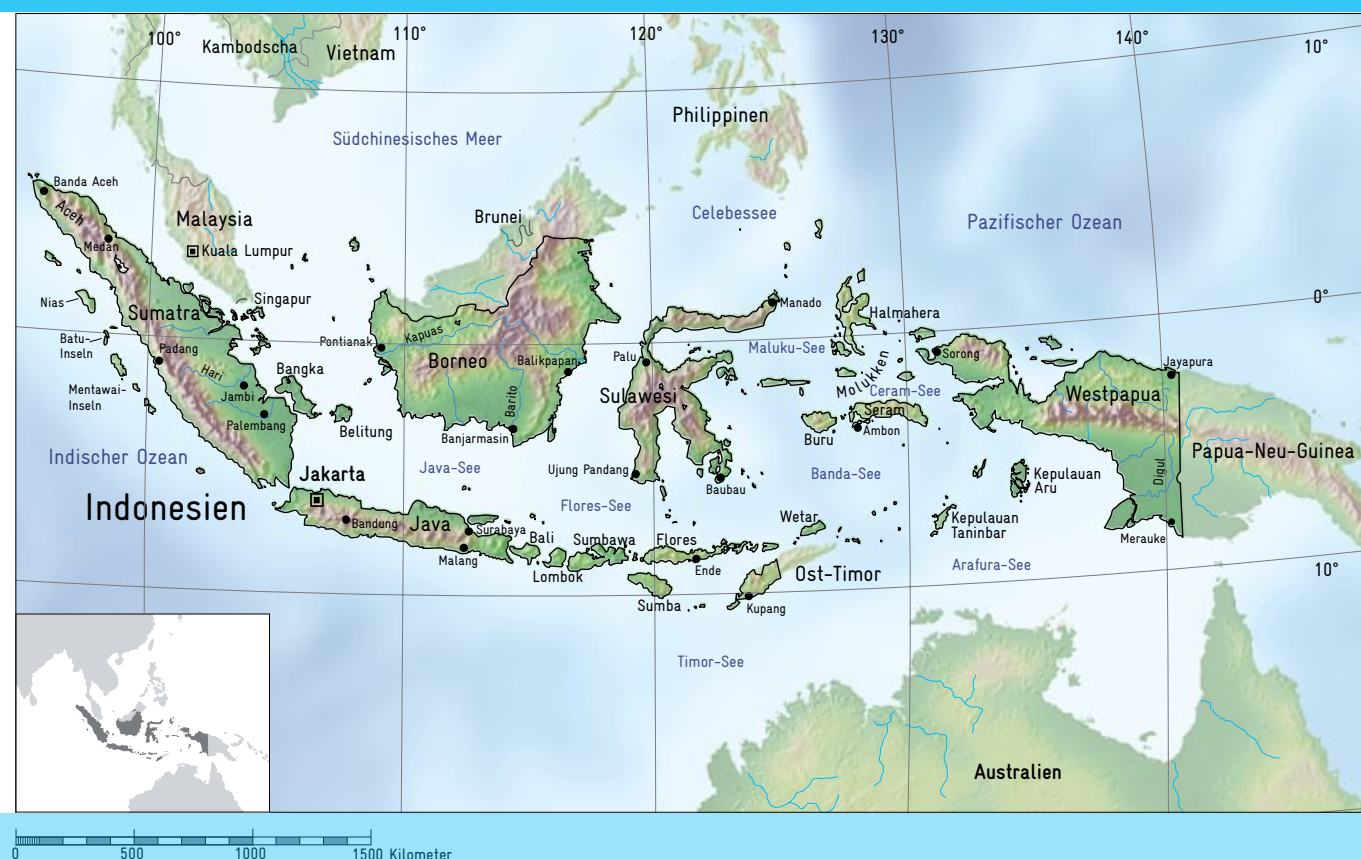 100°
110°
120°
130°
140°
10°
Kambodscha
Vietnam
Philippinen
Südchinesisches Meer
Banda Aceh
Aceh
Medan
Malaysia
Kuala Lumpur
Brunei
Celebessee
Pazifischer Ozean
Nias
Singapur
Sumatra
Manado
Halmahera
0°
Batu-
Inseln
Padang
Pontianak
Kapuas
Borneo
Balikpapan
Palu
Maluku-See
Sorong
Jayapura
Mentawai-
Inseln
Hari
Jambi
Bangka
Barito
Sulawesi
Molukken
Ceram-See
Seram
Westpapua
Palembang
Belitung
Banjarmasin
Buru
Ambon
Papua-Neu-Guinea
Indischer Ozean
Jakarta
Java-See
Ujung Pandang
Baubau
Banda-See
Kepulauan
Aru
Digul
Indonesien
Bandung
Java
Surabaya
Flores-See
Wetar
Kepulauan
Taninbar
Merauke
Malang
Bali
Sumbawa
Flores
Lombok
Ende
Ost-Timor
Arafura-See
10°
Sumba
Kupang
Timor-See
Australien
0
500
1000
1500 Kilometer